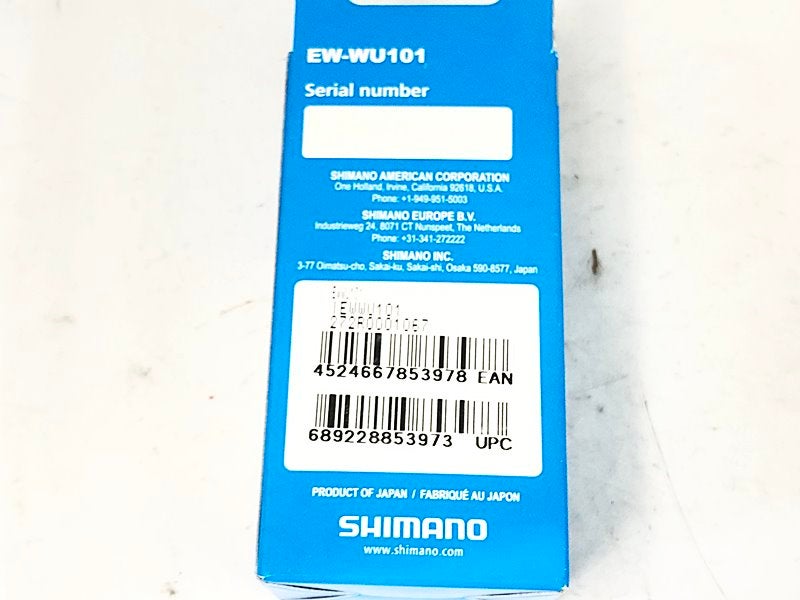 EW-WU101
Serial number
SHIMANO AMERICAN CORPORATION
One Holland, Irvine, California 92618, U.S.A.
Phone: +1-949-951-5003
SHIMANO EUROPE B.V.
Industrieweg 24, 8071 CT Nunspeet, The Netherlands
Phone: +31-341-272222
SHIMANO INC.
3-77 Oimatsu-cho, Sakai-ku, Sakai-shi, Osaka 590-8577, Japan
IEWWU101
4524667853978 EAN
689228853973 UPC
PRODUCT OF JAPAN / FABRIQUÉ AU JAPON
SHIMANO
www.shimano.com